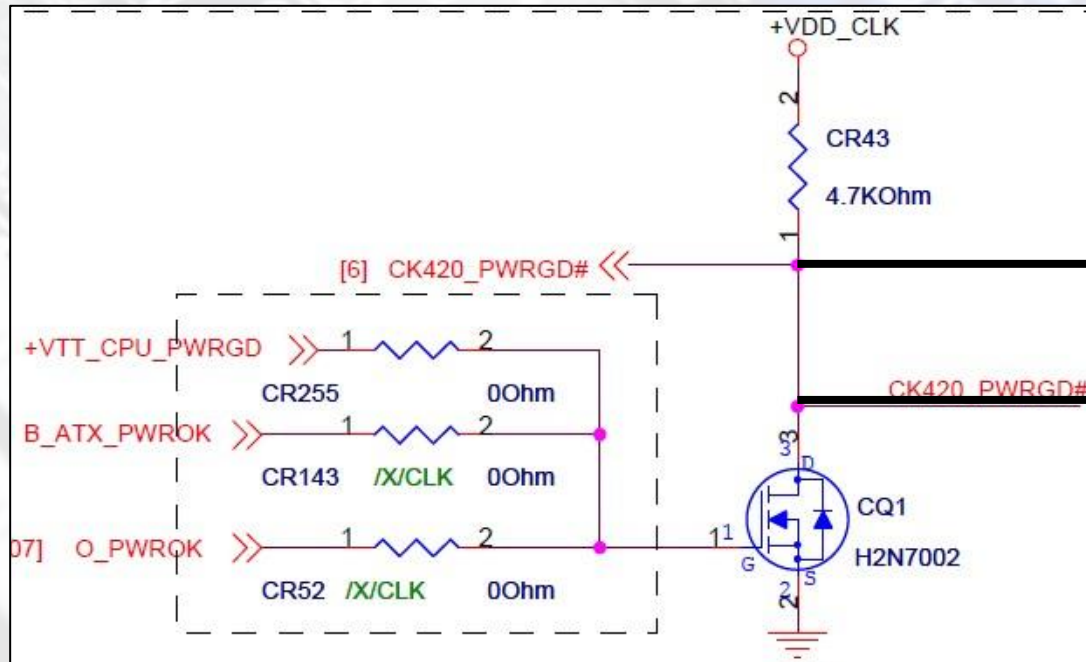 +VDD_CLK
2
CR43
4.7KOhm
1
[6] CK420_PWRGD#
+VTT_CPU_PWRGD 1 2
CR255 0Ohm
CK420_PWRGD#
B_ATX_PWROK 1 2
3
3
D
CR143 /X/CLK 0Ohm
CQ1
07] O_PWROK 1 2 1 1
G
H2N7002
S
CR52 /X/CLK 0Ohm
2
2